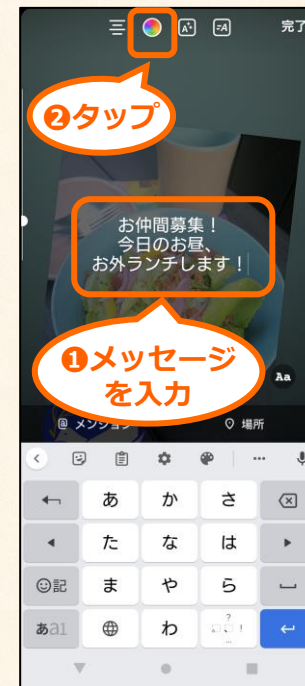 完了
❷タップ
お仲間募集！
今日のお昼、
お外ランチします！
❶メッセージ
を入力
Aa
@ メンション
場所
あ か さ
た な は
☺記 ま や ら
あa1 わ 、。?!…